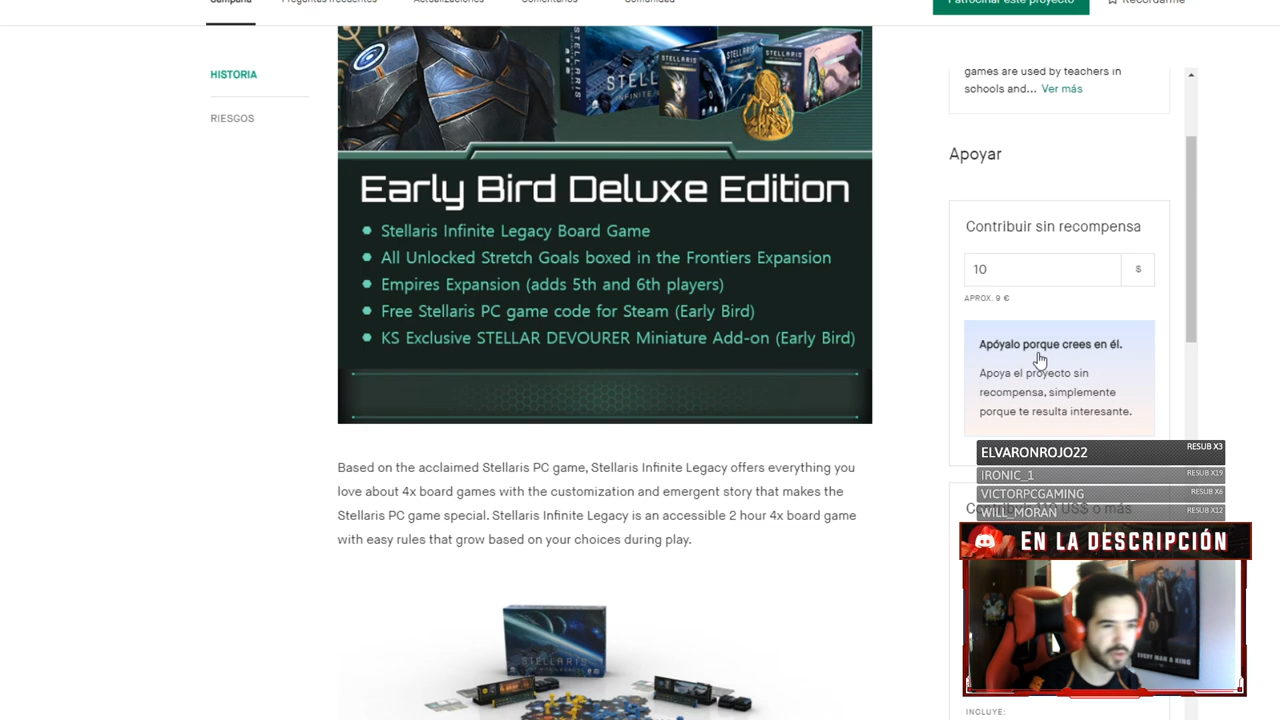 Campaña
Preguntas frecuentes
Actualizaciones
Comentarios
Comunidad
Patrocinar este proyecto
Recordarme
HISTORIA
RIESGOS
STELLARIS
Early Bird Deluxe Edition
Stellaris Infinite Legacy Board Game
All Unlocked Stretch Goals boxed in the Frontiers Expansion
Empires Expansion (adds 5th and 6th players)
Free Stellaris PC game code for Steam (Early Bird)
KS Exclusive STELLAR DEVOURER Miniature Add-on (Early Bird)
Based on the acclaimed Stellaris PC game, Stellaris Infinite Legacy offers everything you
love about 4x board games with the customization and emergent story that makes the
Stellaris PC game special. Stellaris Infinite Legacy is an accessible 2 hour 4x board game
with easy rules that grow based on your choices during play.
STELLARIS
games are used by teachers in
schools and... Ver más
Apoyar
Contribuir sin recompensa
10 $
APROX. 9 €
Apóyalo porque crees en él.
Apoya el proyecto sin
recompensa, simplemente
porque te resulta interesante.
ELVARONROJO22 RESUB X3
IRONIC_1 RESUB X19
VICTORPCGAMING RESUB X6
WILL_MORAN RESUB X12
EN LA DESCRIPCIÓN
EVERY MAN A KING
INCLUYE: